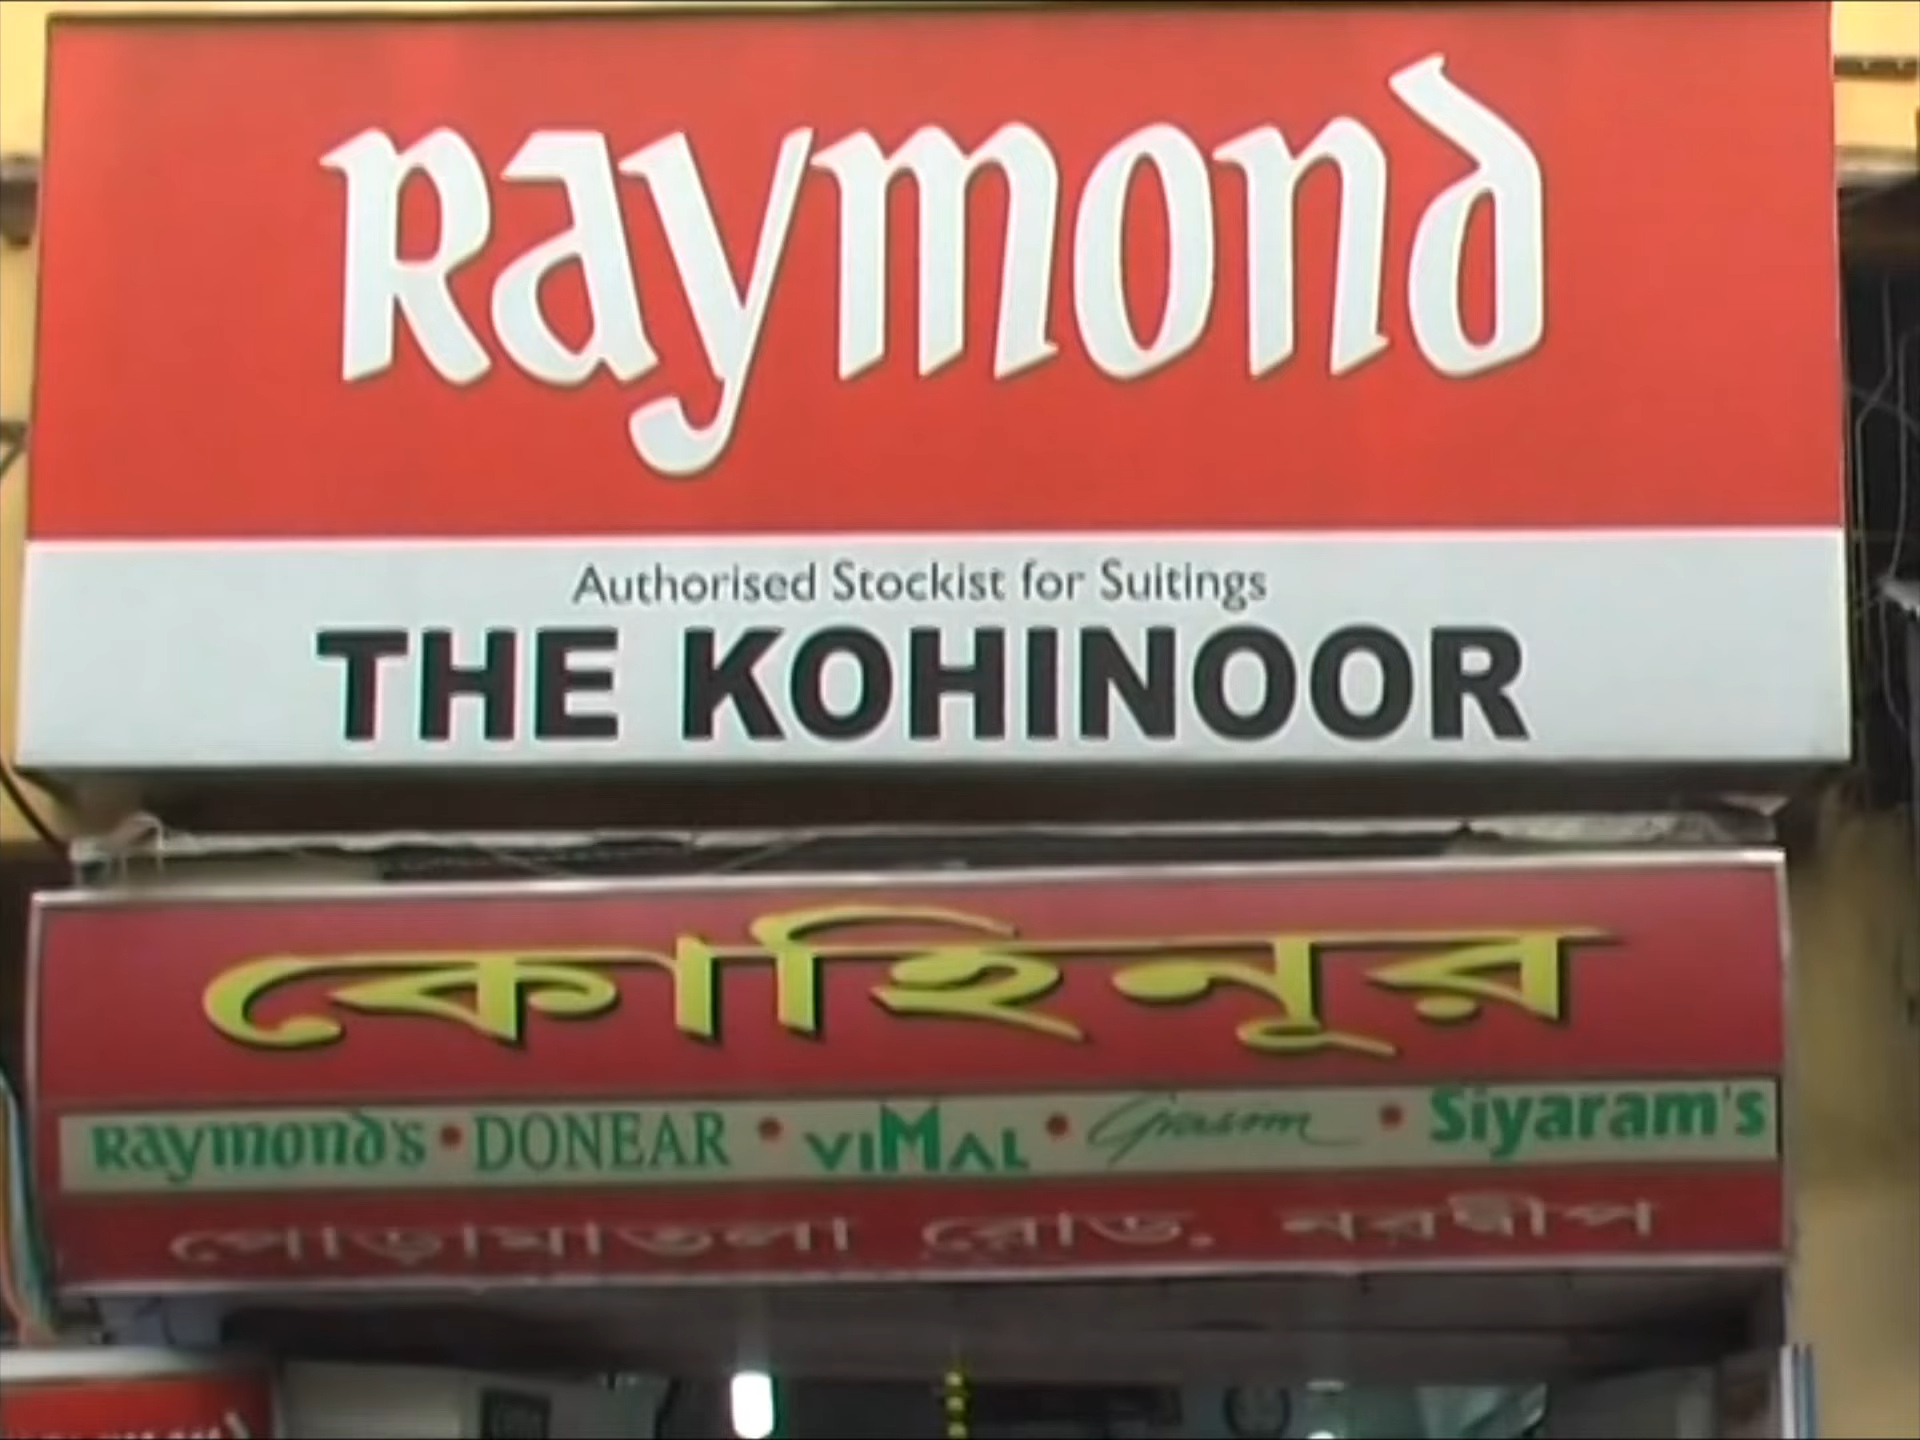 Raymond
Authorised Stockist for Suitings
THE KOHINOOR
কোহিনুর
Raymond's • DONEAR • VIMAL • Grasim • Siyaram's
পোড়ামাতলা রোড, নবদ্বীপ